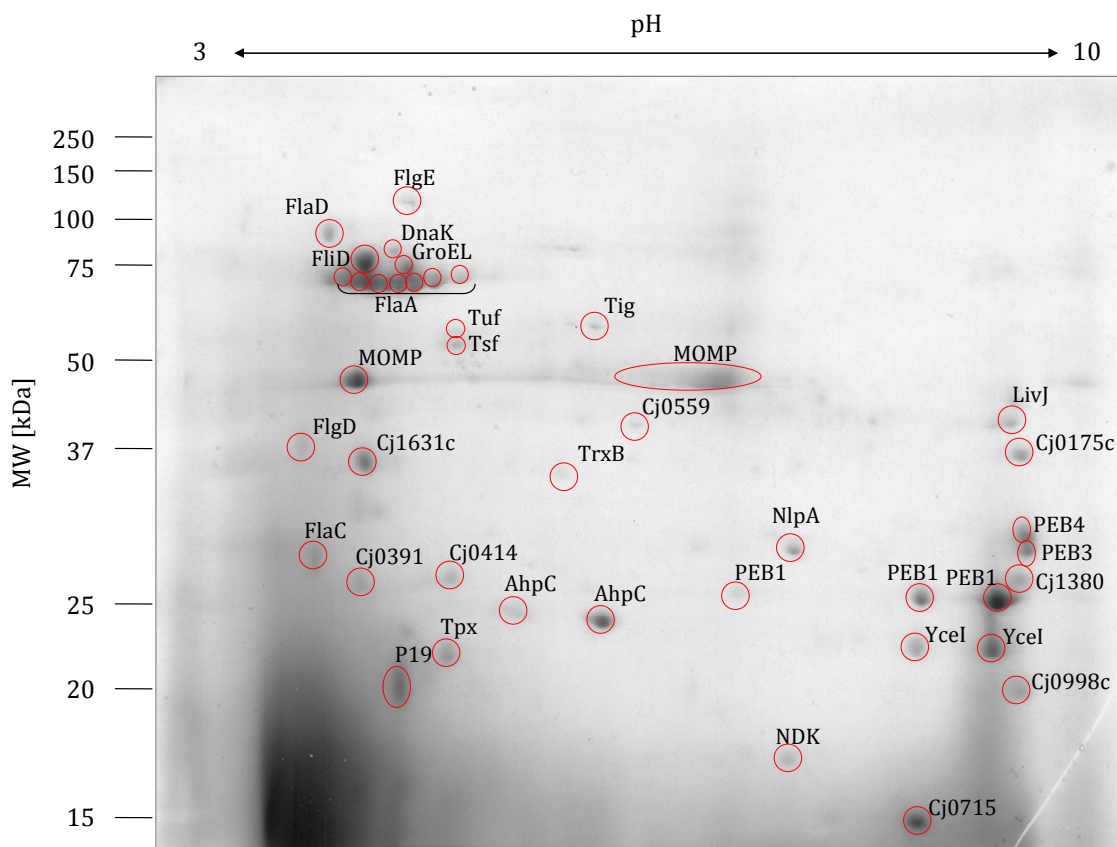 pH
3
10
250
150
FlgE
100
FlaD
DnaK
75
FliD
GroEL
FlaA
Tuf
Tig
Tsf
50
MOMP
MOMP
MW [kDa]
LivJ
Cj0559
FlgD
Cj1631c
Cj0175c
37
TrxB
NlpA
PEB4
FlaC
Cj0391
Cj0414
PEB3
PEB1
PEB1
PEB1
Cj1380
AhpC
AhpC
25
Tpx
YceI
YceI
P19
20
Cj0998c
NDK
15
Cj0715